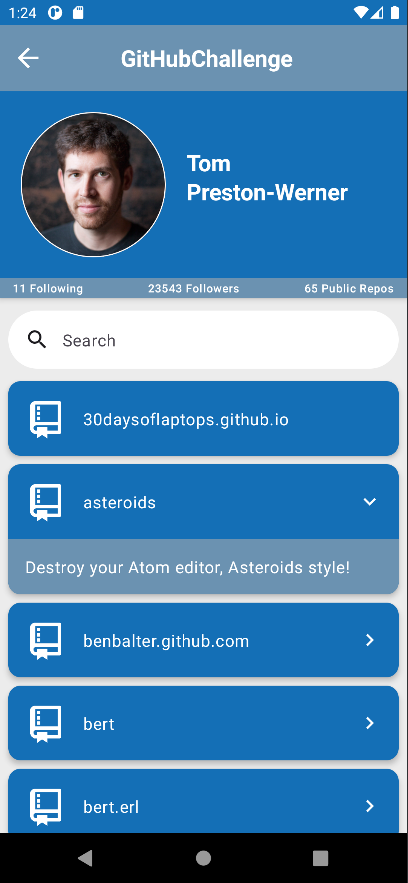 1:24
GitHubChallenge
Tom
Preston-Werner
11 Following 23543 Followers 65 Public Repos
Search
30daysoflaptops.github.io
asteroids
Destroy your Atom editor, Asteroids style!
benbalter.github.com
bert
bert.erl